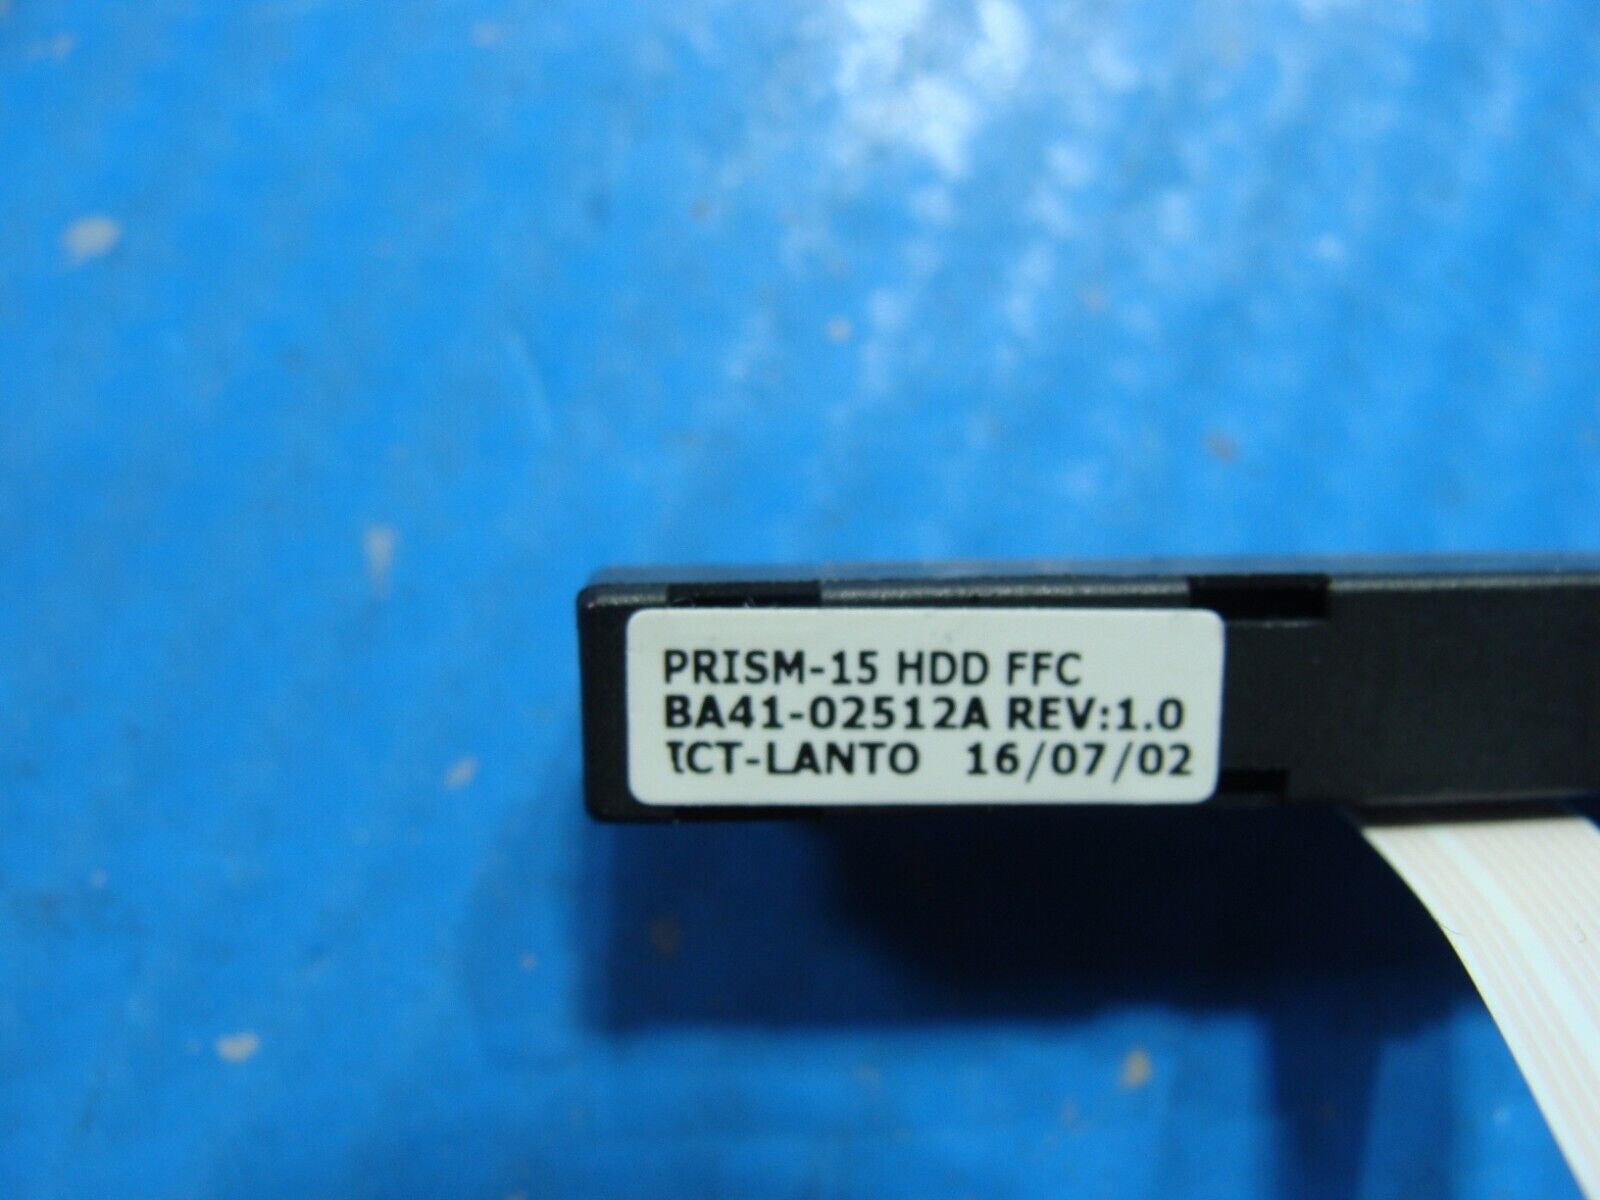 PRISM-15 HDD FFC
BA41-02512A REV:1.0
ICT-LANTO 16/07/02